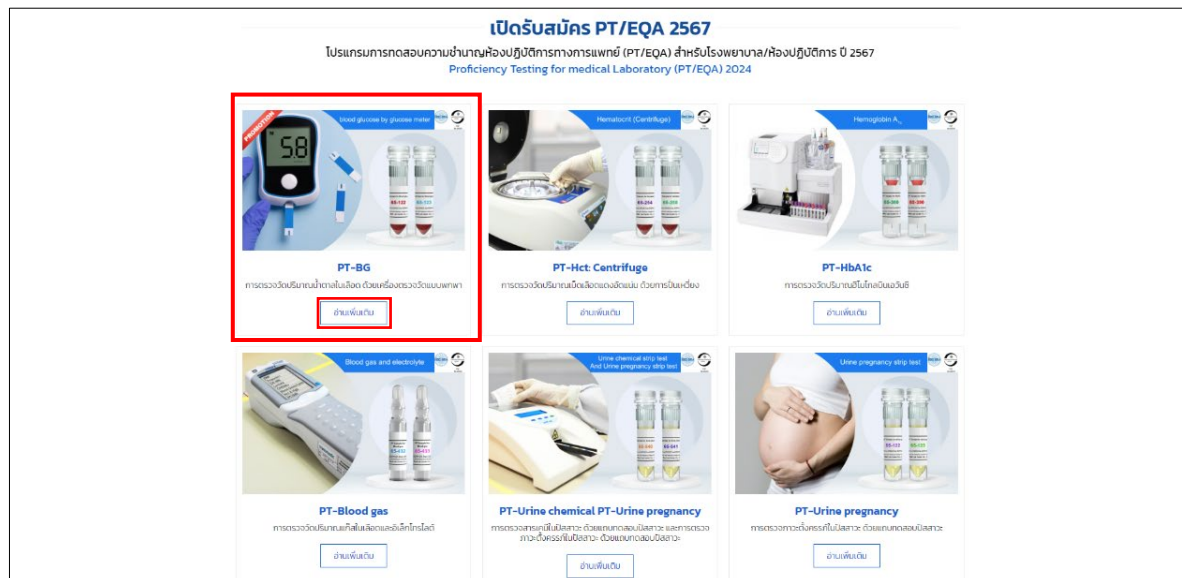 เปิดรับสมัคร PT/EQA 2567
โปรแกรมการทดสอบความชำนาญห้องปฏิบัติการทางการแพทย์ (PT/EQA) สำหรับโรงพยาบาล/ห้องปฏิบัติการ ปี 2567
Proficiency Testing for medical Laboratory (PT/EQA) 2024
PROMOTION
blood glucose by glucose meter
5.8
PT-BG
การตรวจวัดปริมาณน้ำตาลในเลือด ด้วยเครื่องตรวจวัดแบบพกพา
อ่านเพิ่มเติม
Hematocrit (Centrifuge)
PT-Hct: Centrifuge
การตรวจวัดปริมาณเม็ดเลือดแดงอัดแน่น ด้วยการปั่นเหวี่ยง
อ่านเพิ่มเติม
Hemoglobin A1c
PT-HbA1c
การตรวจวัดปริมาณฮีโมโกลบินเอวันซี
อ่านเพิ่มเติม
Blood gas and electrolyte
PT-Blood gas
การตรวจวัดปริมาณแก๊สในเลือดและอิเล็กโทรไลต์
อ่านเพิ่มเติม
Urine chemical strip test
And Urine pregnancy strip test
PT-Urine chemical PT-Urine pregnancy
การตรวจสารเคมีในปัสสาวะ ด้วยแถบทดสอบปัสสาวะ และการตรวจ
ภาวะตั้งครรภ์ในปัสสาวะ ด้วยแถบทดสอบปัสสาวะ
อ่านเพิ่มเติม
Urine pregnancy strip test
PT-Urine pregnancy
การตรวจภาวะตั้งครรภ์ในปัสสาวะ ด้วยแถบทดสอบปัสสาวะ
อ่านเพิ่มเติม